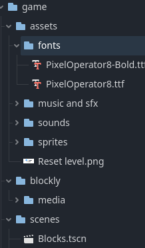 game
assets
fonts
PixelOperator8-Bold.ttf
PixelOperator8.ttf
music and sfx
sounds
sprites
Reset level.png
blockly
media
scenes
Blocks.tscn